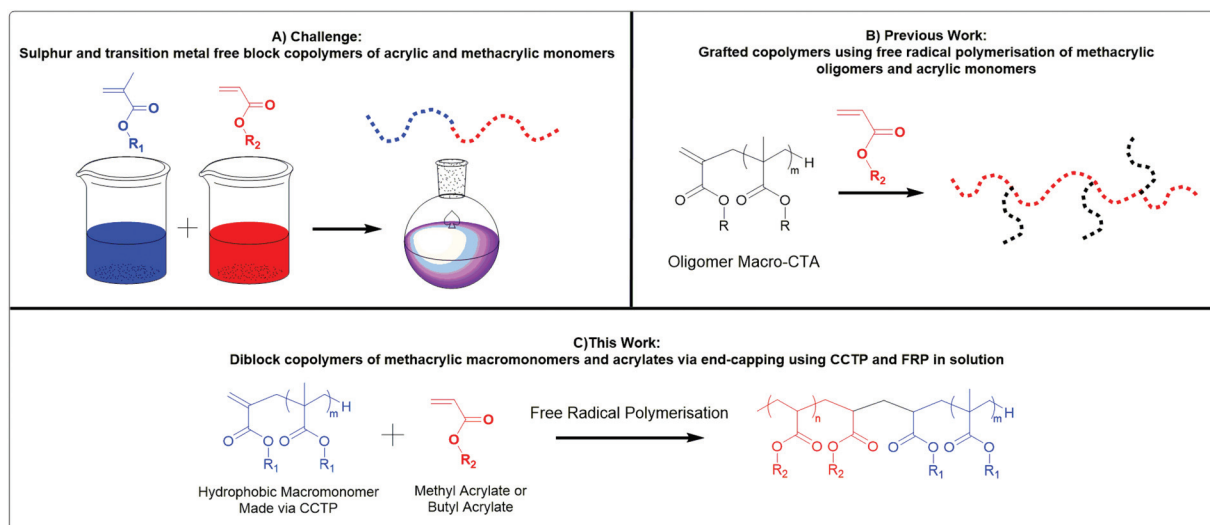 A) Challenge:
Sulphur and transition metal free block copolymers of acrylic and methacrylic monomers
O
O
R1
O
O
R2
+
B) Previous Work:
Grafted copolymers using free radical polymerisation of methacrylic
oligomers and acrylic monomers
O
O
R2
H
m
O
O
O
O
R
R
Oligomer Macro-CTA
C)This Work:
Diblock copolymers of methacrylic macromonomers and acrylates via end-capping using CCTP and FRP in solution
H
m
O
O
O
O
R1
R1
Hydrophobic Macromonomer
Made via CCTP
+
O
O
R2
Methyl Acrylate or
Butyl Acrylate
Free Radical Polymerisation
n
m
H
O
O
O
O
O
O
O
O
R2
R2
R1
R1